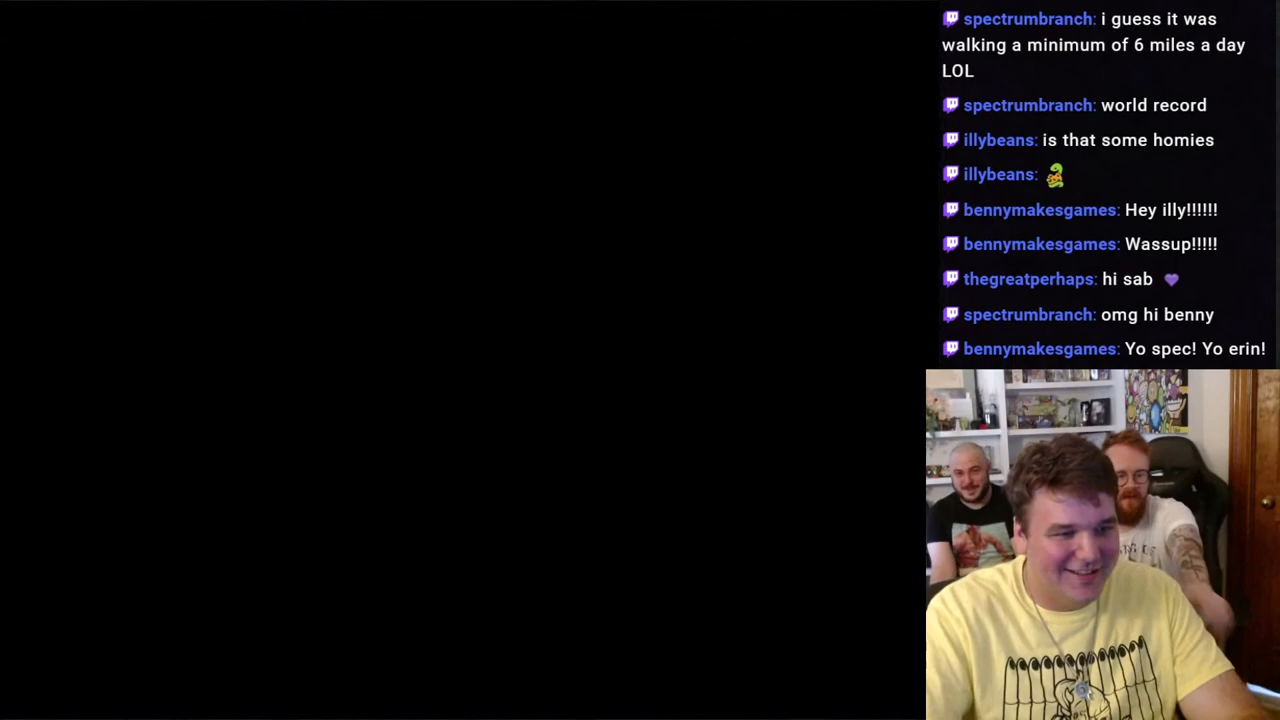 spectrumbranch: i guess it was
walking a minimum of 6 miles a day
LOL
spectrumbranch: world record
illybeans: is that some homies
illybeans:
bennymakesgames: Hey illy!!!!!!
bennymakesgames: Wassup!!!!!
thegreatperhaps: hi sab
spectrumbranch: omg hi benny
bennymakesgames: Yo spec! Yo erin!